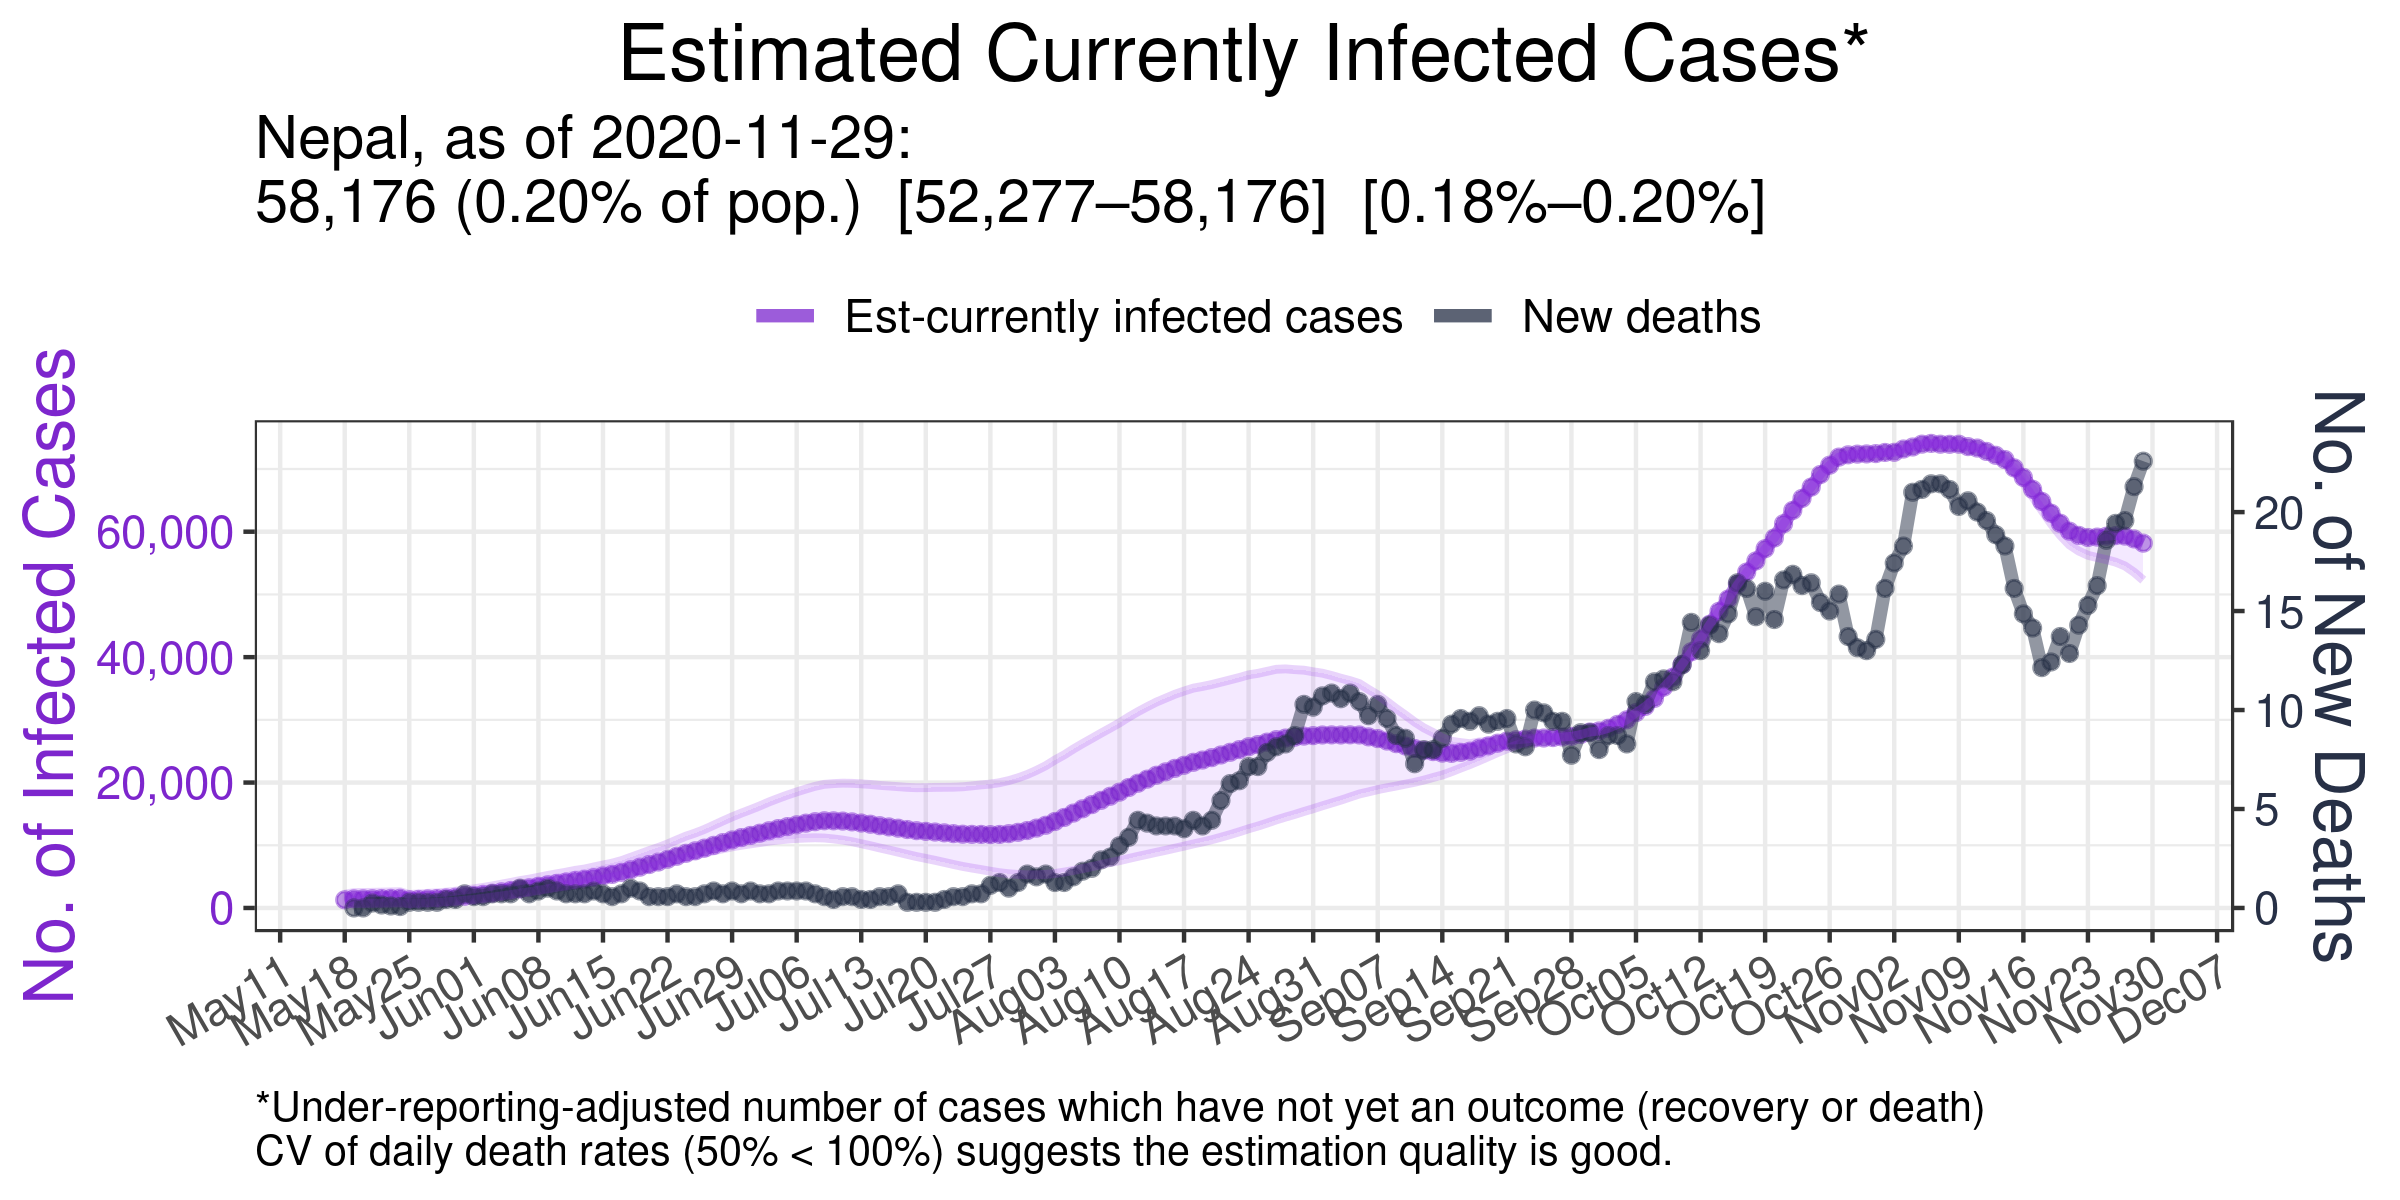 Estimated Currently Infected Cases*
Nepal, as of 2020-11-29:
58,176 (0.20% of pop.)  [52,277–58,176]  [0.18%–0.20%]
Est-currently infected cases
New deaths
No. of Infected Cases
60,000
40,000
20,000
0
20
15
10
5
0
No. of New Deaths
May11
May18
May25
Jun01
Jun08
Jun15
Jun22
Jun29
Jul06
Jul13
Jul20
Jul27
Aug03
Aug10
Aug17
Aug24
Aug31
Sep07
Sep14
Sep21
Sep28
Oct05
Oct12
Oct19
Oct26
Nov02
Nov09
Nov16
Nov23
Nov30
Dec07
*Under-reporting-adjusted number of cases which have not yet an outcome (recovery or death)
CV of daily death rates (50% < 100%) suggests the estimation quality is good.